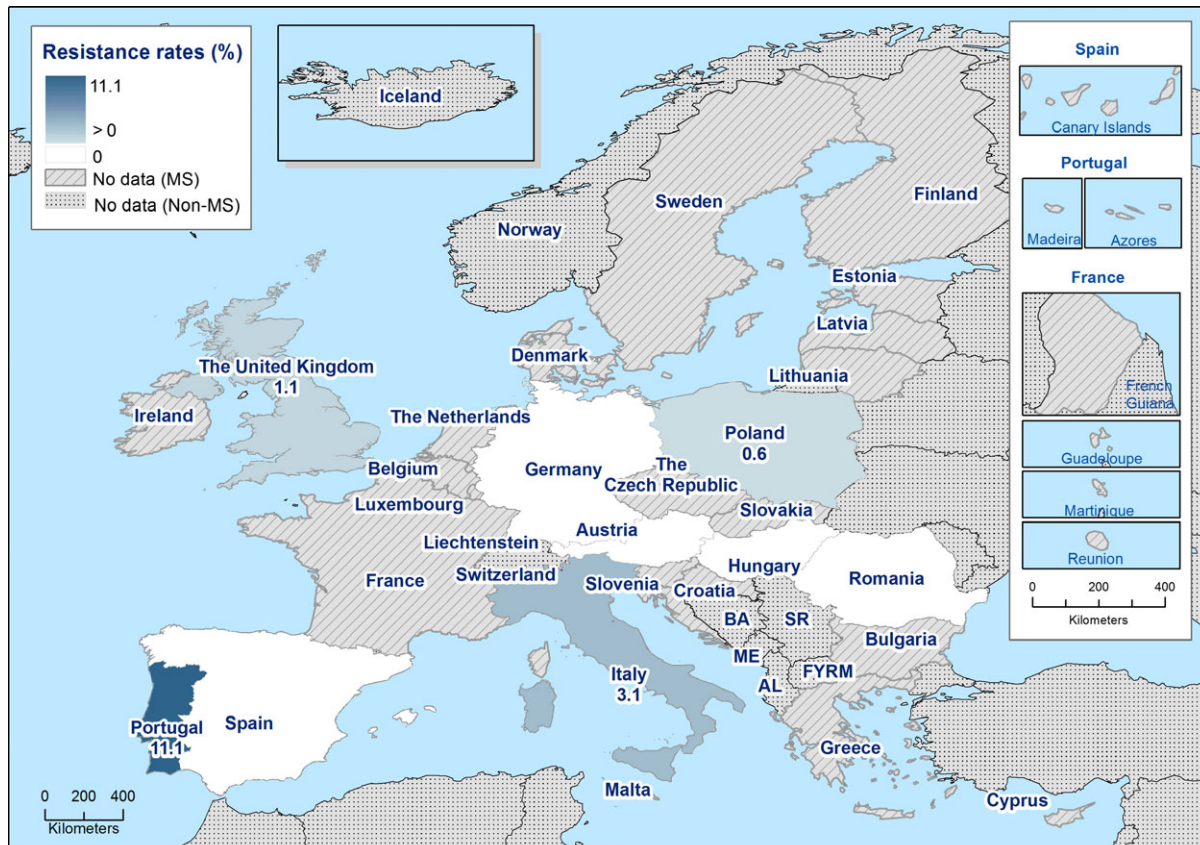 Resistance rates (%)
11.1
> 0
0
No data (MS)
No data (Non-MS)
Iceland
Norway
Sweden
Finland
Estonia
Latvia
Lithuania
Denmark
The United Kingdom
1.1
Ireland
The Netherlands
Belgium
Luxembourg
Germany
Poland
0.6
The
Czech Republic
Slovakia
Austria
Liechtenstein
Switzerland
France
Slovenia
Hungary
Romania
Croatia
BA
SR
Bulgaria
ME
FYRM
AL
Italy
3.1
Portugal
11.1
Spain
Greece
Malta
Cyprus
0 200 400
Kilometers
Spain
Canary Islands
Portugal
Madeira
Azores
France
French
Guiana
Guadeloupe
Martinique
Reunion
0 200 400
Kilometers